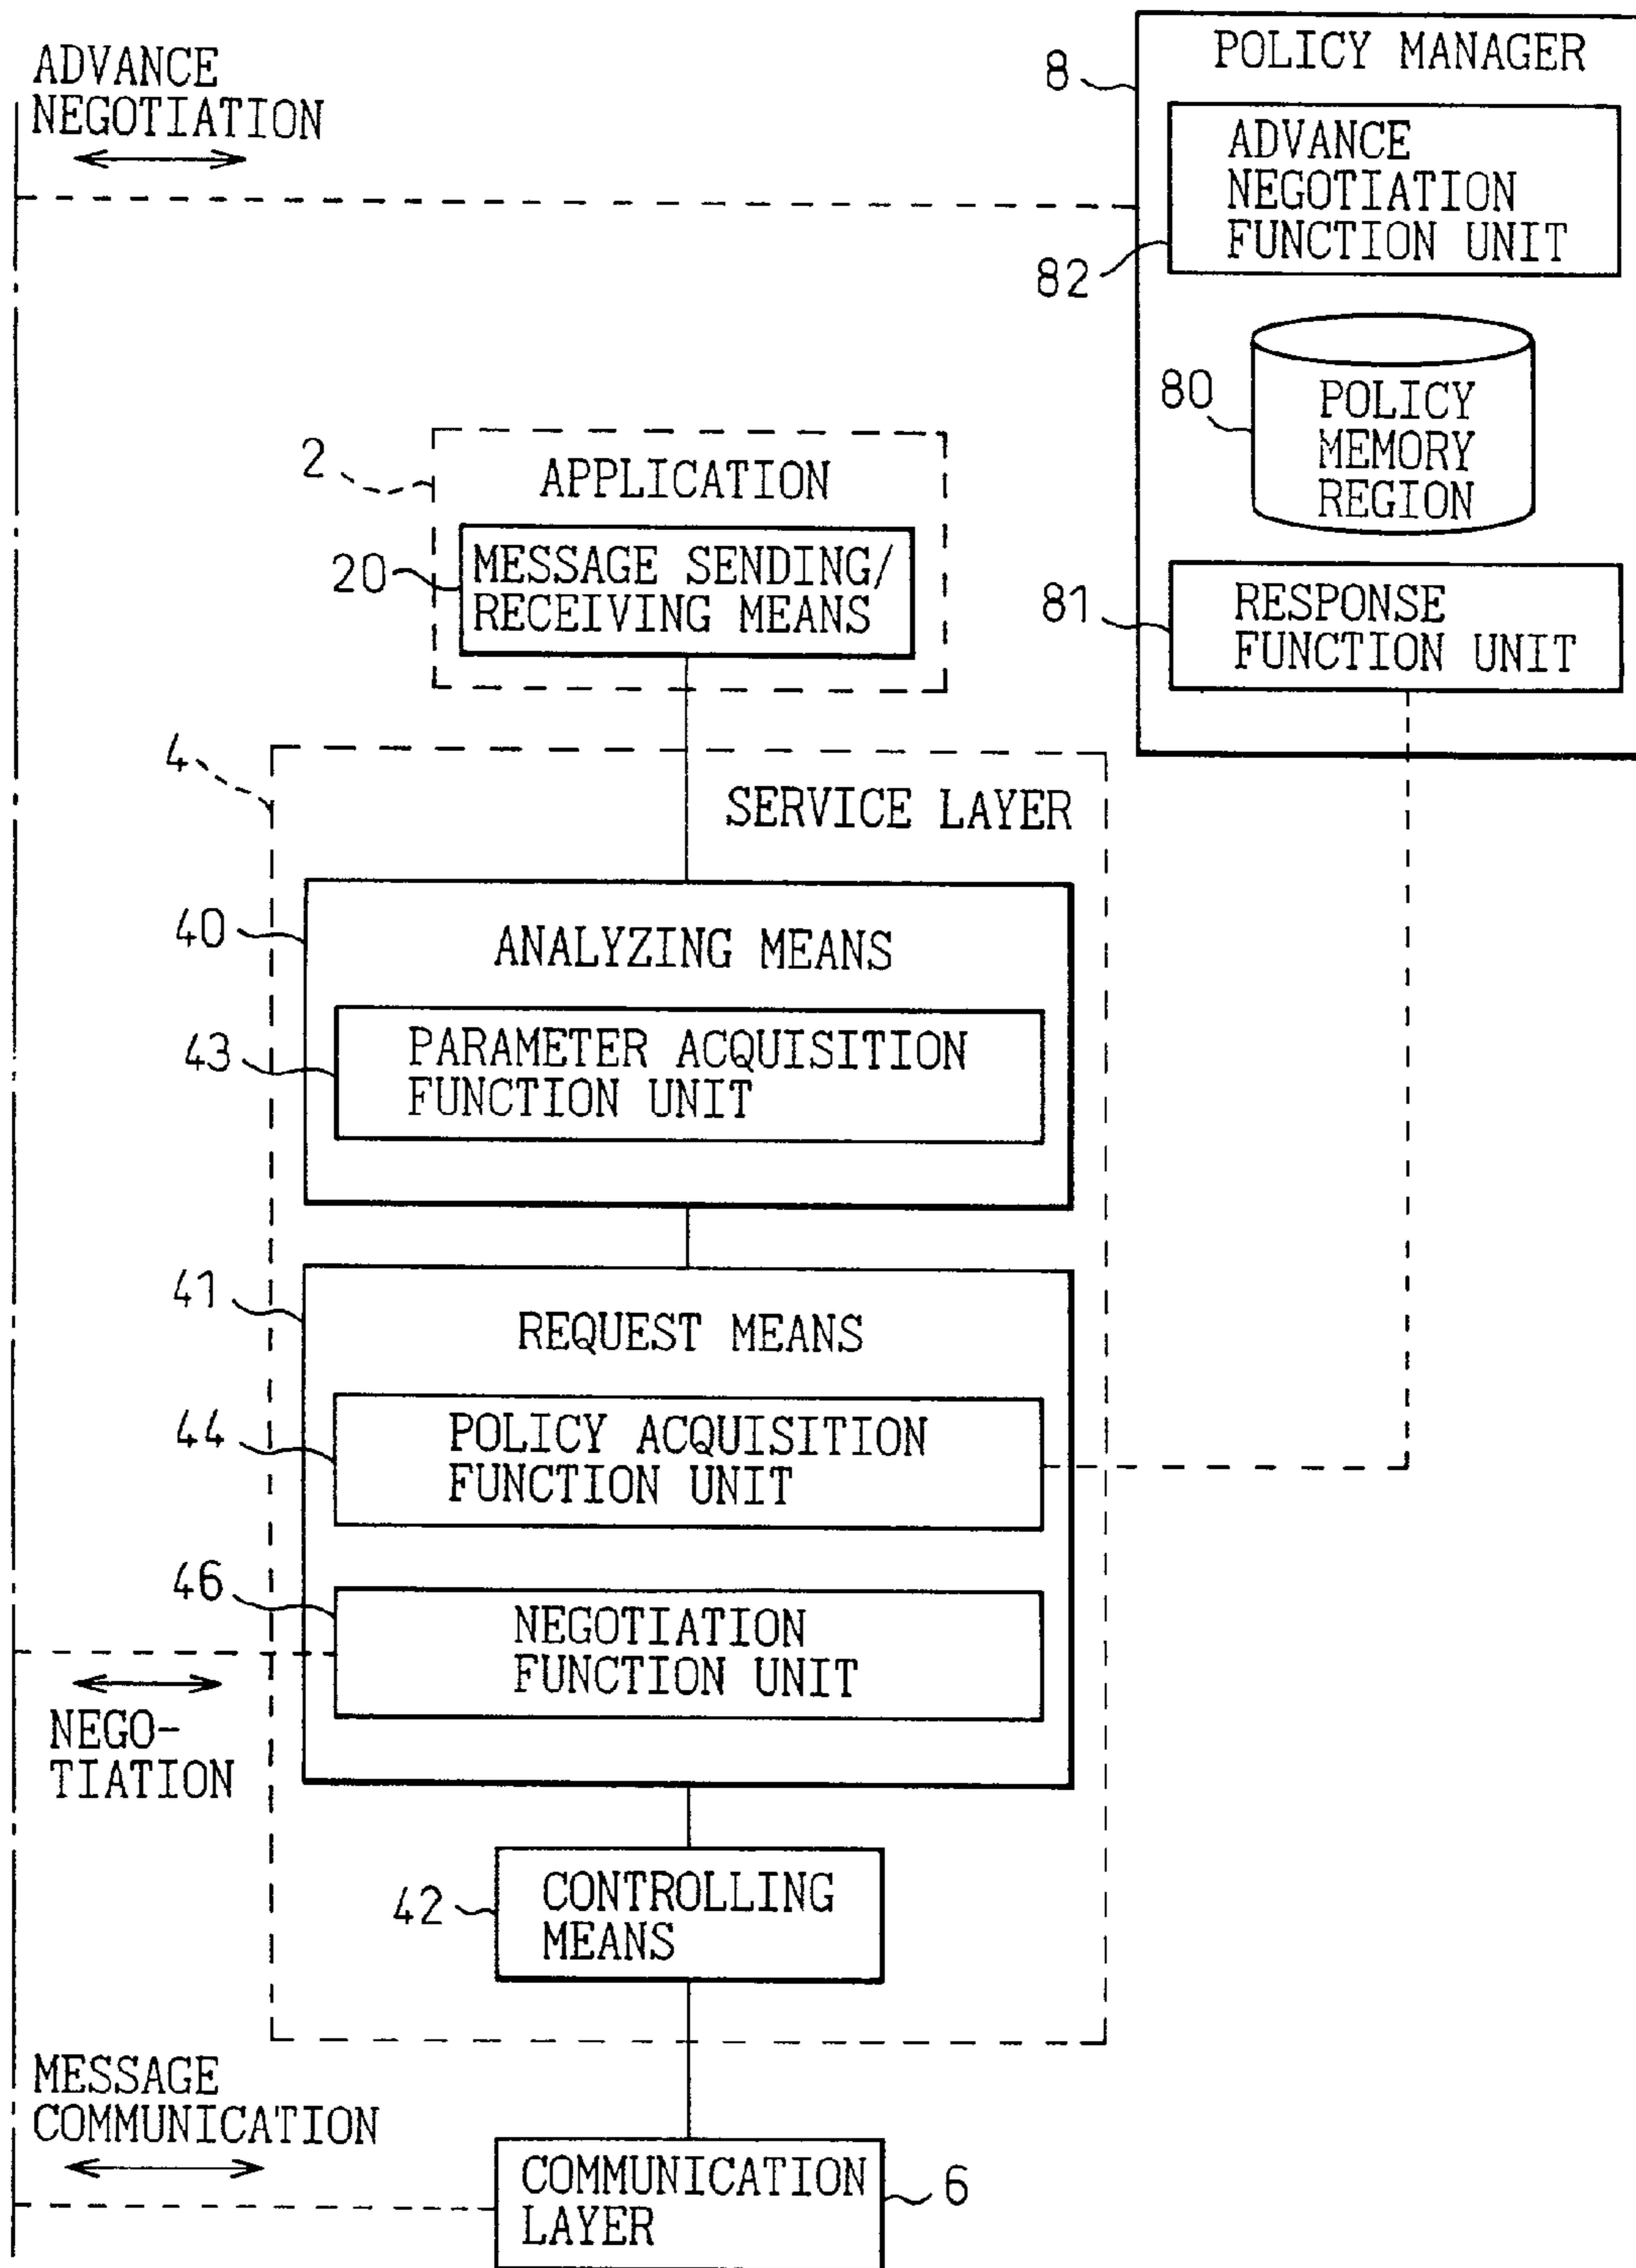 ADVANCE
NEGOTIATION
8
POLICY MANAGER
ADVANCE
NEGOTIATION
FUNCTION UNIT
82
80
POLICY
MEMORY
REGION
2
APPLICATION
20
MESSAGE SENDING/
RECEIVING MEANS
81
RESPONSE
FUNCTION UNIT
4
SERVICE LAYER
40
ANALYZING MEANS
43
PARAMETER ACQUISITION
FUNCTION UNIT
41
REQUEST MEANS
44
POLICY ACQUISITION
FUNCTION UNIT
46
NEGOTIATION
FUNCTION UNIT
NEGO-
TIATION
42
CONTROLLING
MEANS
MESSAGE
COMMUNICATION
COMMUNICATION
LAYER
6